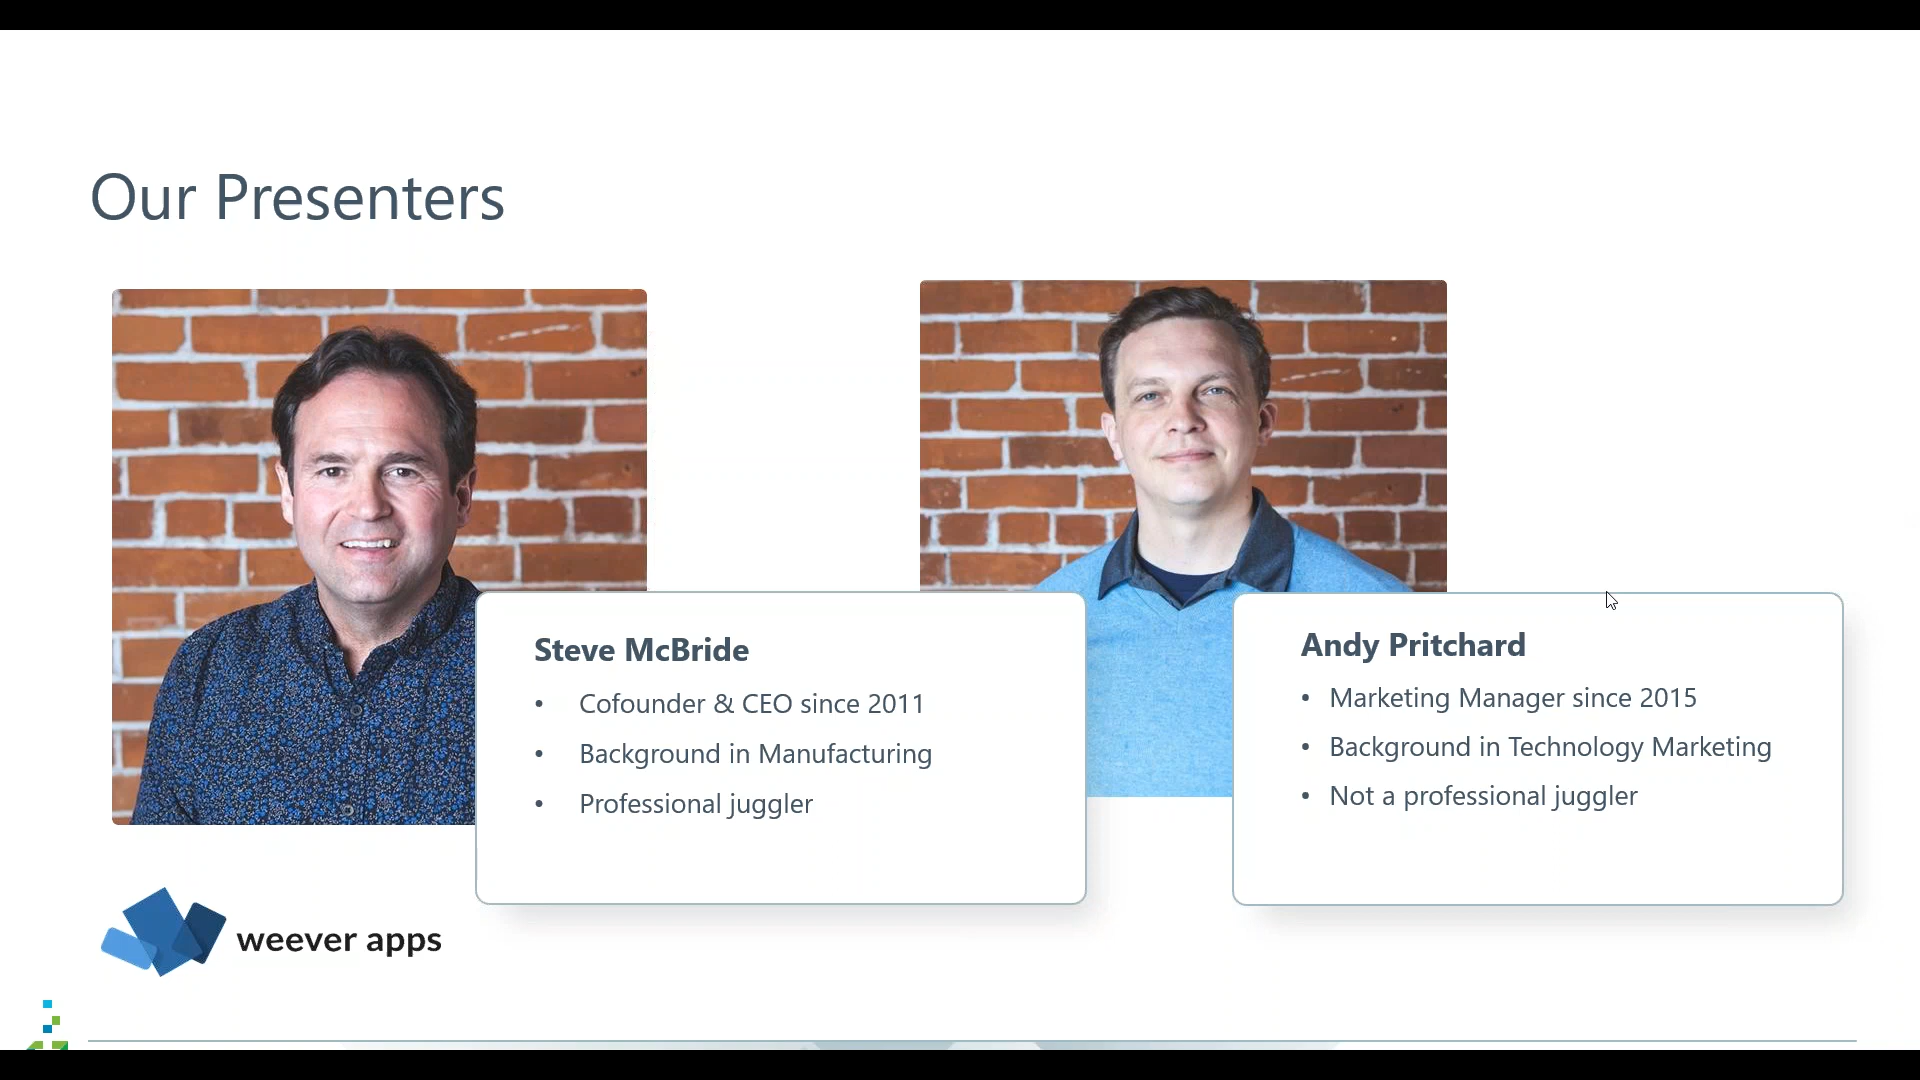 Our Presenters
Steve McBride
• Cofounder & CEO since 2011
• Background in Manufacturing
• Professional juggler
Andy Pritchard
• Marketing Manager since 2015
• Background in Technology Marketing
• Not a professional juggler
weever apps